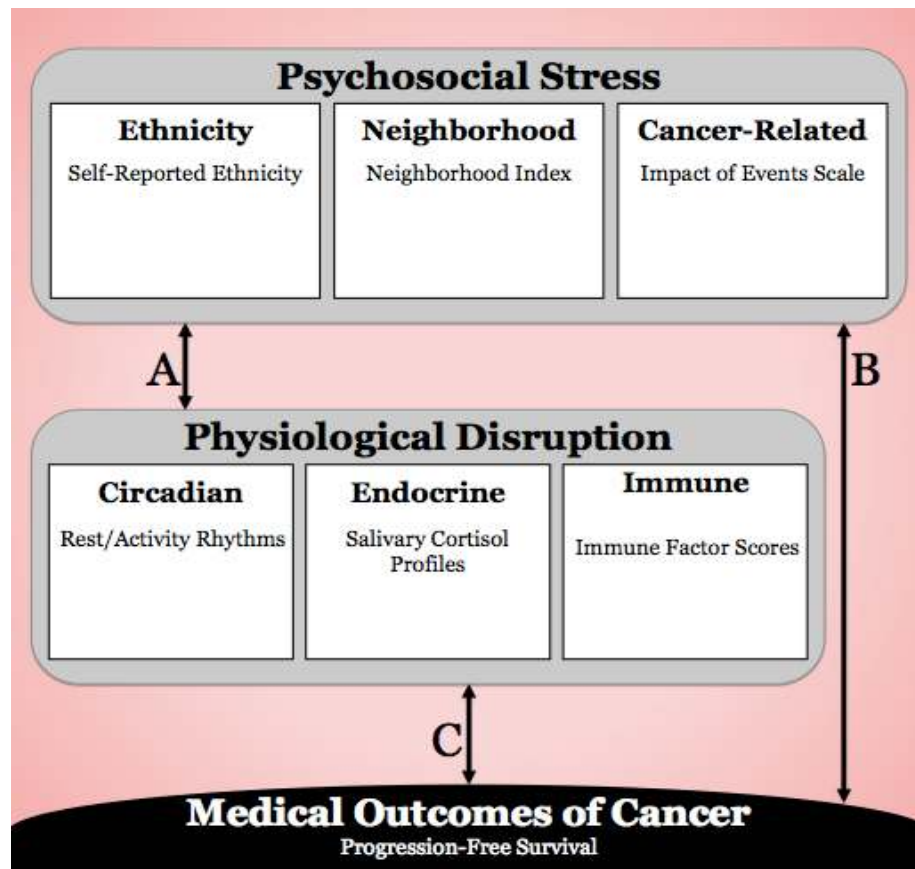 Psychosocial Stress
Ethnicity
Self-Reported Ethnicity
Neighborhood
Neighborhood Index
Cancer-Related
Impact of Events Scale
A
B
Physiological Disruption
Circadian
Rest/Activity Rhythms
Endocrine
Salivary Cortisol
Profiles
Immune
Immune Factor Scores
C
Medical Outcomes of Cancer
Progression-Free Survival